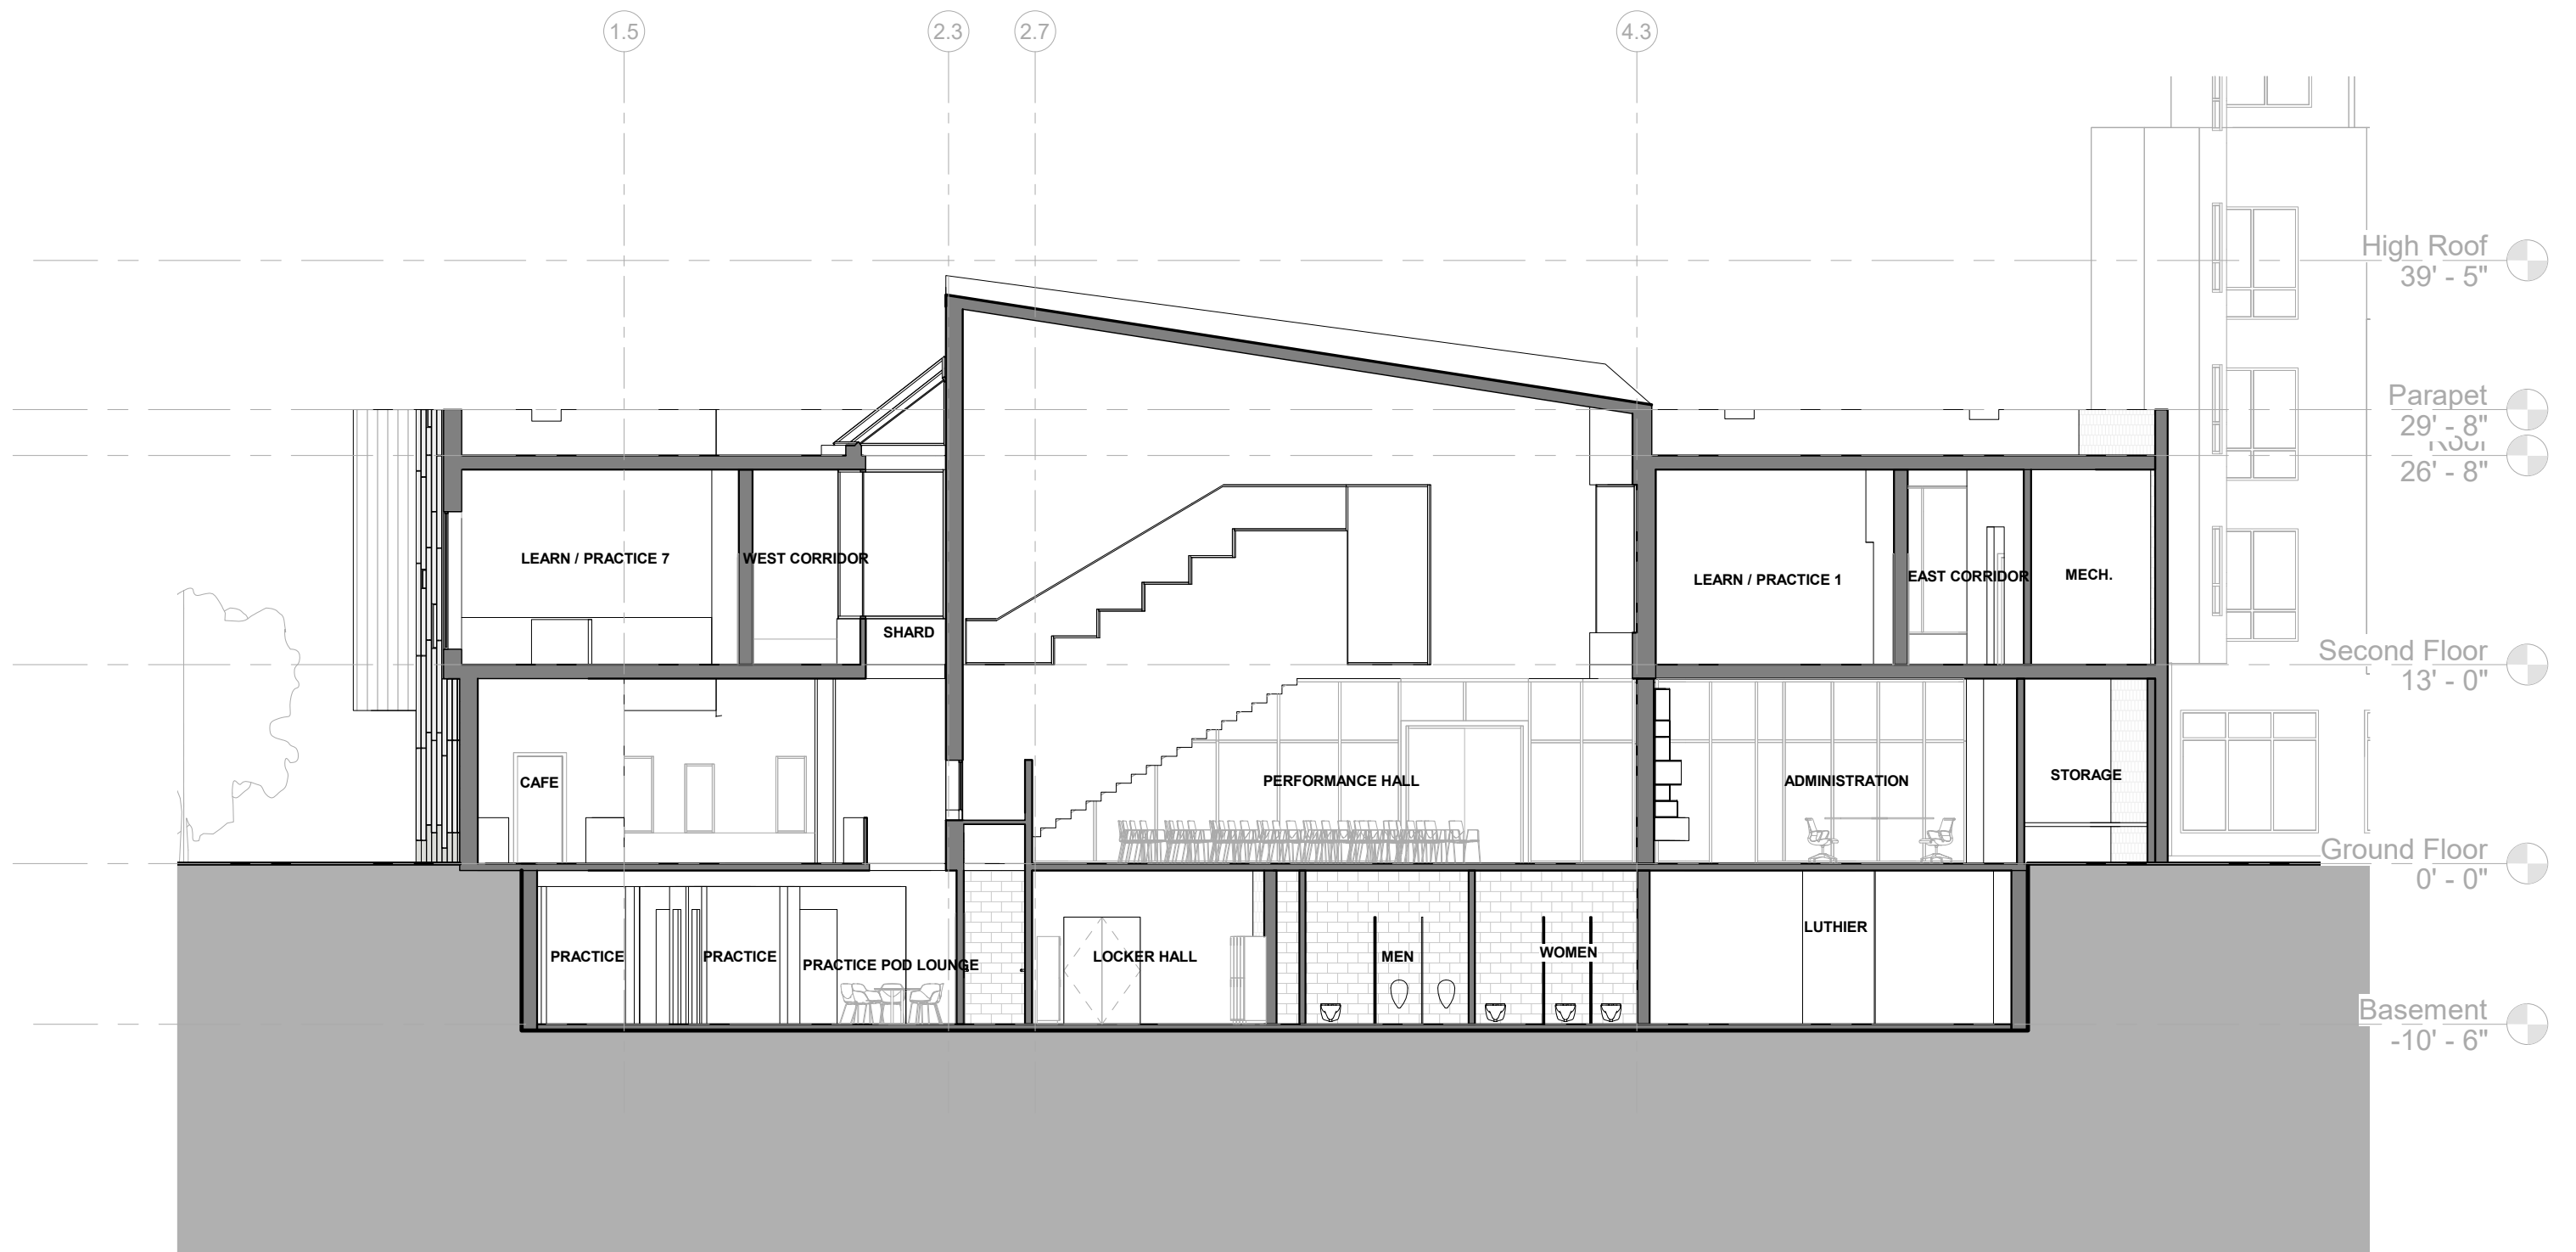 1.5
2.3
2.7
4.3
High Roof
39' - 5"
Parapet
29' - 8"
Roof
26' - 8"
LEARN / PRACTICE 7
WEST CORRIDOR
SHARD
LEARN / PRACTICE 1
EAST CORRIDOR
MECH.
Second Floor
13' - 0"
CAFE
PERFORMANCE HALL
ADMINISTRATION
STORAGE
Ground Floor
0' - 0"
PRACTICE
PRACTICE
PRACTICE POD LOUNGE
LOCKER HALL
MEN
WOMEN
LUTHIER
Basement
-10' - 6"